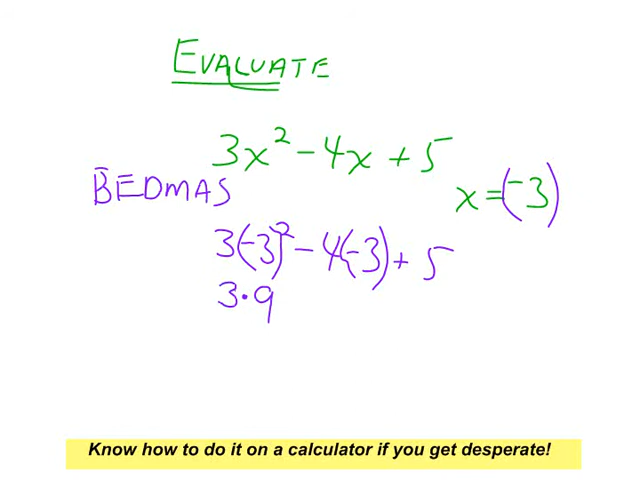 EVALUATE
3x² - 4x + 5
BEDMAS
x = (-3)
3(-3)² - 4(-3) + 5
3·9
Know how to do it on a calculator if you get desperate!